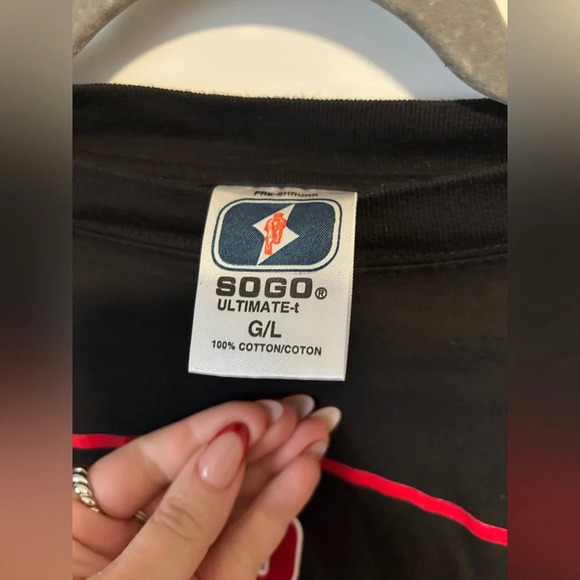 PRE-SHRUNK
SOGO®
ULTIMATE-t
G/L
100% COTTON/COTON